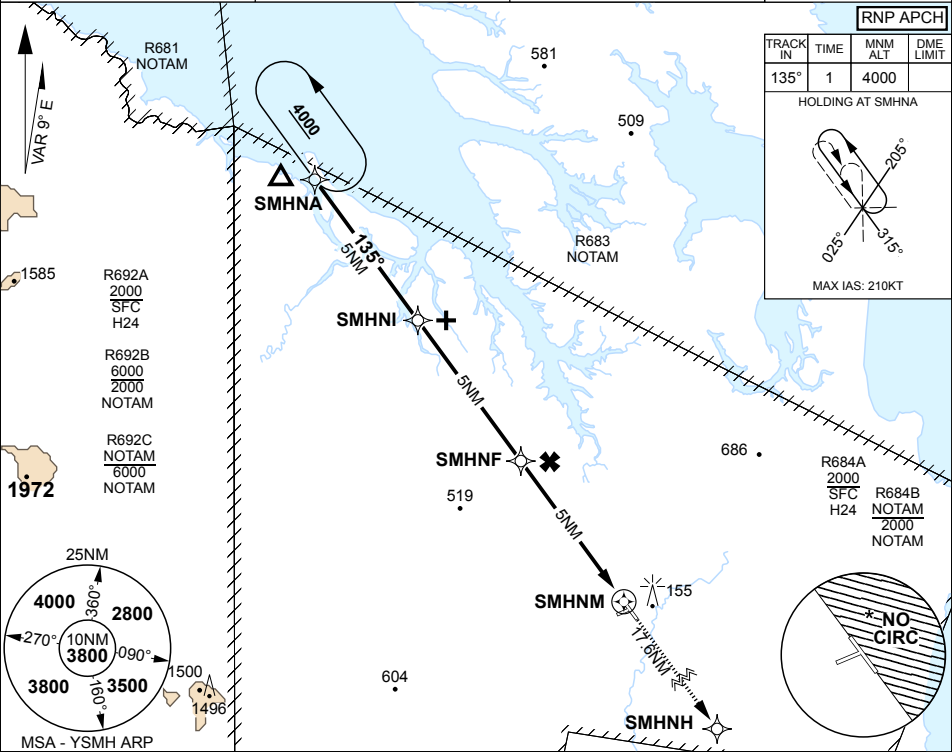 RNP APCH
TRACK IN TIME MNM ALT DME LIMIT
135° 1 4000
HOLDING AT SMHNA
205°
025°
315°
MAX IAS: 210KT
VAR 9° E
R681
NOTAM
581
509
4000
SMHNA
135°
5NM
R683
NOTAM
1585
R692A
2000
SFC
H24
SMHNI
R692B
6000
2000
NOTAM
5NM
R692C
NOTAM
6000
NOTAM
1972
SMHNF
686
519
R684A
2000
SFC
H24
R684B
NOTAM
2000
NOTAM
5NM
SMHNM
155
17.6NM
25NM
4000
360°
2800
270°
10NM
3800
090°
3800
160°
3500
MSA - YSMH ARP
1500
1496
604
SMHNH
* NO
CIRC